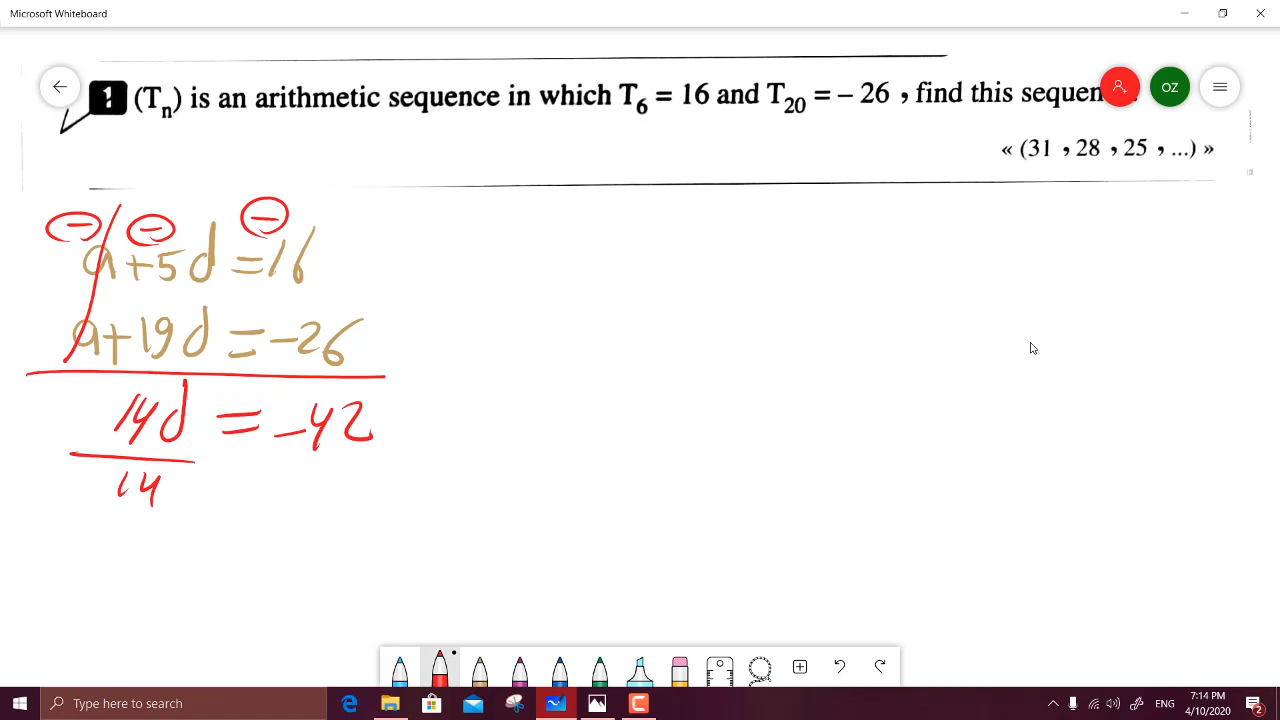 Microsoft Whiteboard
1 (Tn) is an arithmetic sequence in which T6 = 16 and T20 = – 26 , find this
« (31 , 28 , 25 , ...) »
OZ
– – –
a+5d =16
a+19d = -26
14d = -42
14
Type here to search
ENG
7:14 PM
4/10/2020
2